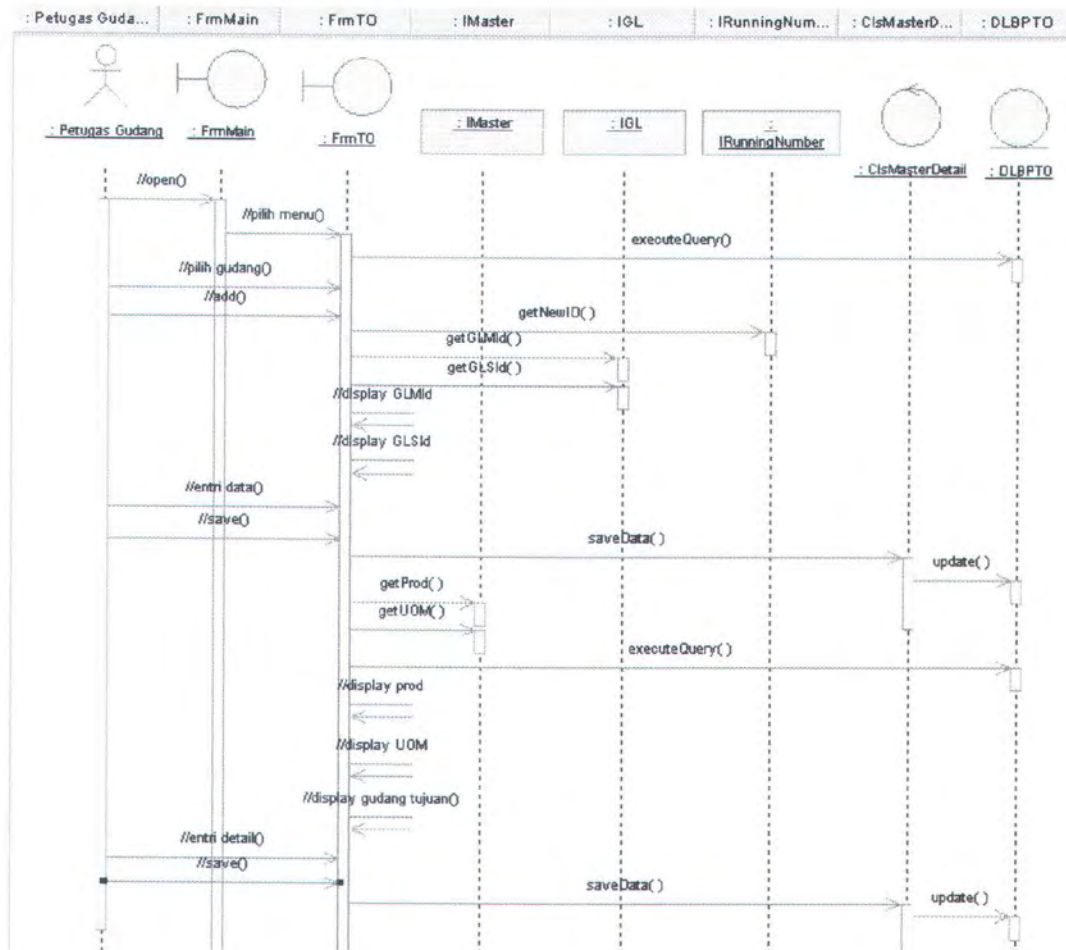 : Petugas Guda... : FrmMain : FrmTO : IMaster : IGL : IRunningNum... : ClsMasterD... : DLBPTO
: Petugas Gudang
: FrmMain
: FrmTO
: IMaster
: IGL
:
IRunningNumber
: ClsMasterDetail
: DLBPTO
//open()
//pilih menu()
executeQuery()
//pilih gudang()
//add()
getNewID()
getGLMId()
getGLSId()
//display GLMId
//display GLSId
//entri data()
//save()
saveData()
update()
getProd()
getUOM()
executeQuery()
//display prod
//display UOM
//display gudang tujuan()
//entri detail()
//save()
saveData()
update()